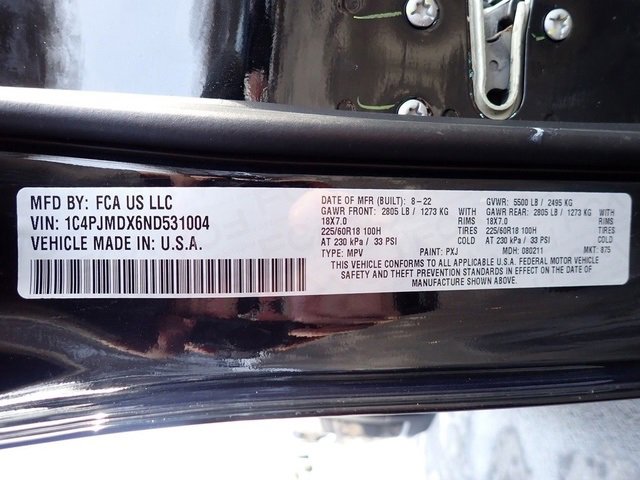 MFD BY: FCA US LLC
VIN: 1C4PJMDX6ND531004
VEHICLE MADE IN: U.S.A.
DATE OF MFR (BUILT): 8-22 GVWR: 5500 LB / 2495 KG
GAWR FRONT: 2805 LB / 1273 KG WITH GAWR REAR: 2805 LB / 1273 KG WITH
18X7.0 RIMS 18X7.0 RIMS
225/60R18 100H TIRES 225/60R18 100H TIRES
AT 230 kPa / 33 PSI COLD AT 230 kPa / 33 PSI COLD
TYPE: MPV PAINT: PXJ MDH: 080211 MKT: 875
THIS VEHICLE CONFORMS TO ALL APPLICABLE U.S.A. FEDERAL MOTOR VEHICLE
SAFETY AND THEFT PREVENTION STANDARDS IN EFFECT ON THE DATE OF
MANUFACTURE SHOWN ABOVE.